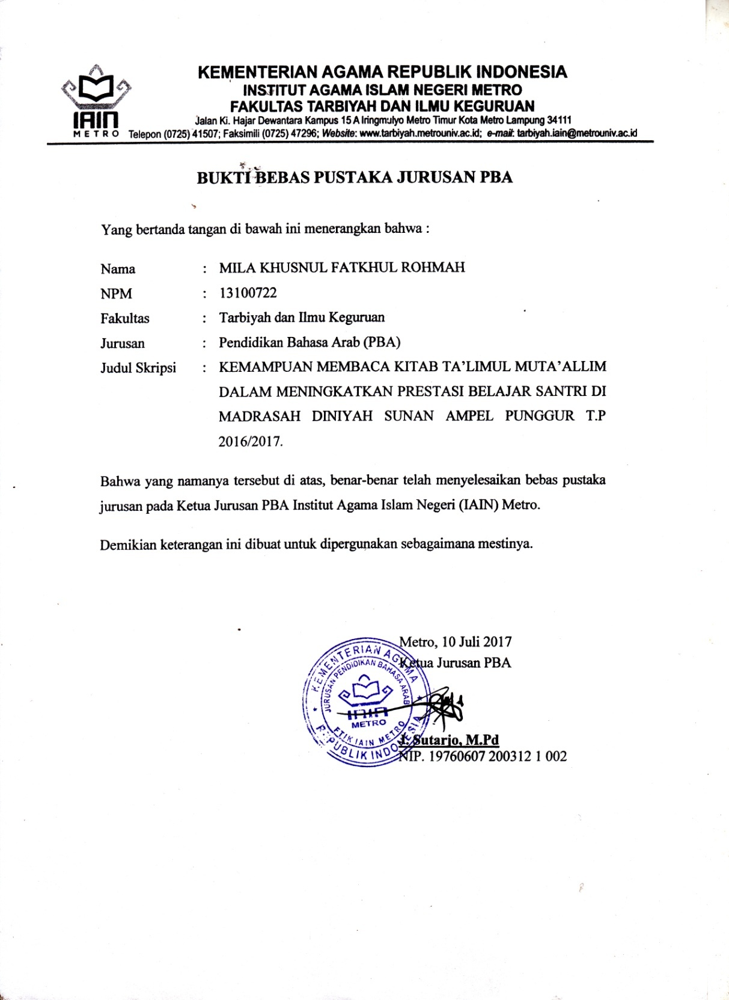 KEMENTERIAN AGAMA REPUBLIK INDONESIA
INSTITUT AGAMA ISLAM NEGERI METRO
FAKULTAS TARBIYAH DAN ILMU KEGURUAN
Jalan Ki. Hajar Dewantara Kampus 15 A Iringmulyo Metro Timur Kota Metro Lampung 34111
Telepon (0725) 41507; Faksimili (0725) 47296; Website: www.tarbiyah.metrouniv.ac.id; e-mail: tarbiyah.iain@metrouniv.ac.id
IAIN
METRO
BUKTI BEBAS PUSTAKA JURUSAN PBA
Yang bertanda tangan di bawah ini menerangkan bahwa :
Nama : MILA KHUSNUL FATKHUL ROHMAH
NPM : 13100722
Fakultas : Tarbiyah dan Ilmu Keguruan
Jurusan : Pendidikan Bahasa Arab (PBA)
Judul Skripsi : KEMAMPUAN MEMBACA KITAB TA’LIMUL MUTA’ALLIM
DALAM MENINGKATKAN PRESTASI BELAJAR SANTRI DI
MADRASAH DINIYAH SUNAN AMPEL PUNGGUR T.P
2016/2017.
Bahwa yang namanya tersebut di atas, benar-benar telah menyelesaikan bebas pustaka
jurusan pada Ketua Jurusan PBA Institut Agama Islam Negeri (IAIN) Metro.
Demikian keterangan ini dibuat untuk dipergunakan sebagaimana mestinya.
Metro, 10 Juli 2017
Ketua Jurusan PBA
KEMENTERIAN AGAMA
JURUSAN PENDIDIKAN BAHASA ARAB
IAIN
METRO
FTIK IAIN METRO
REPUBLIK INDONESIA
J. Sutarjo, M.Pd
NIP. 19760607 200312 1 002